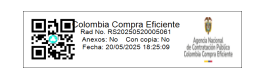 Colombia Compra Eficiente
Rad No. RS20250520005081
Anexos: No Con copia: No
Fecha: 20/05/2025 18:25:09
Agencia Nacional
de Contratación Pública
Colombia Compra Eficiente